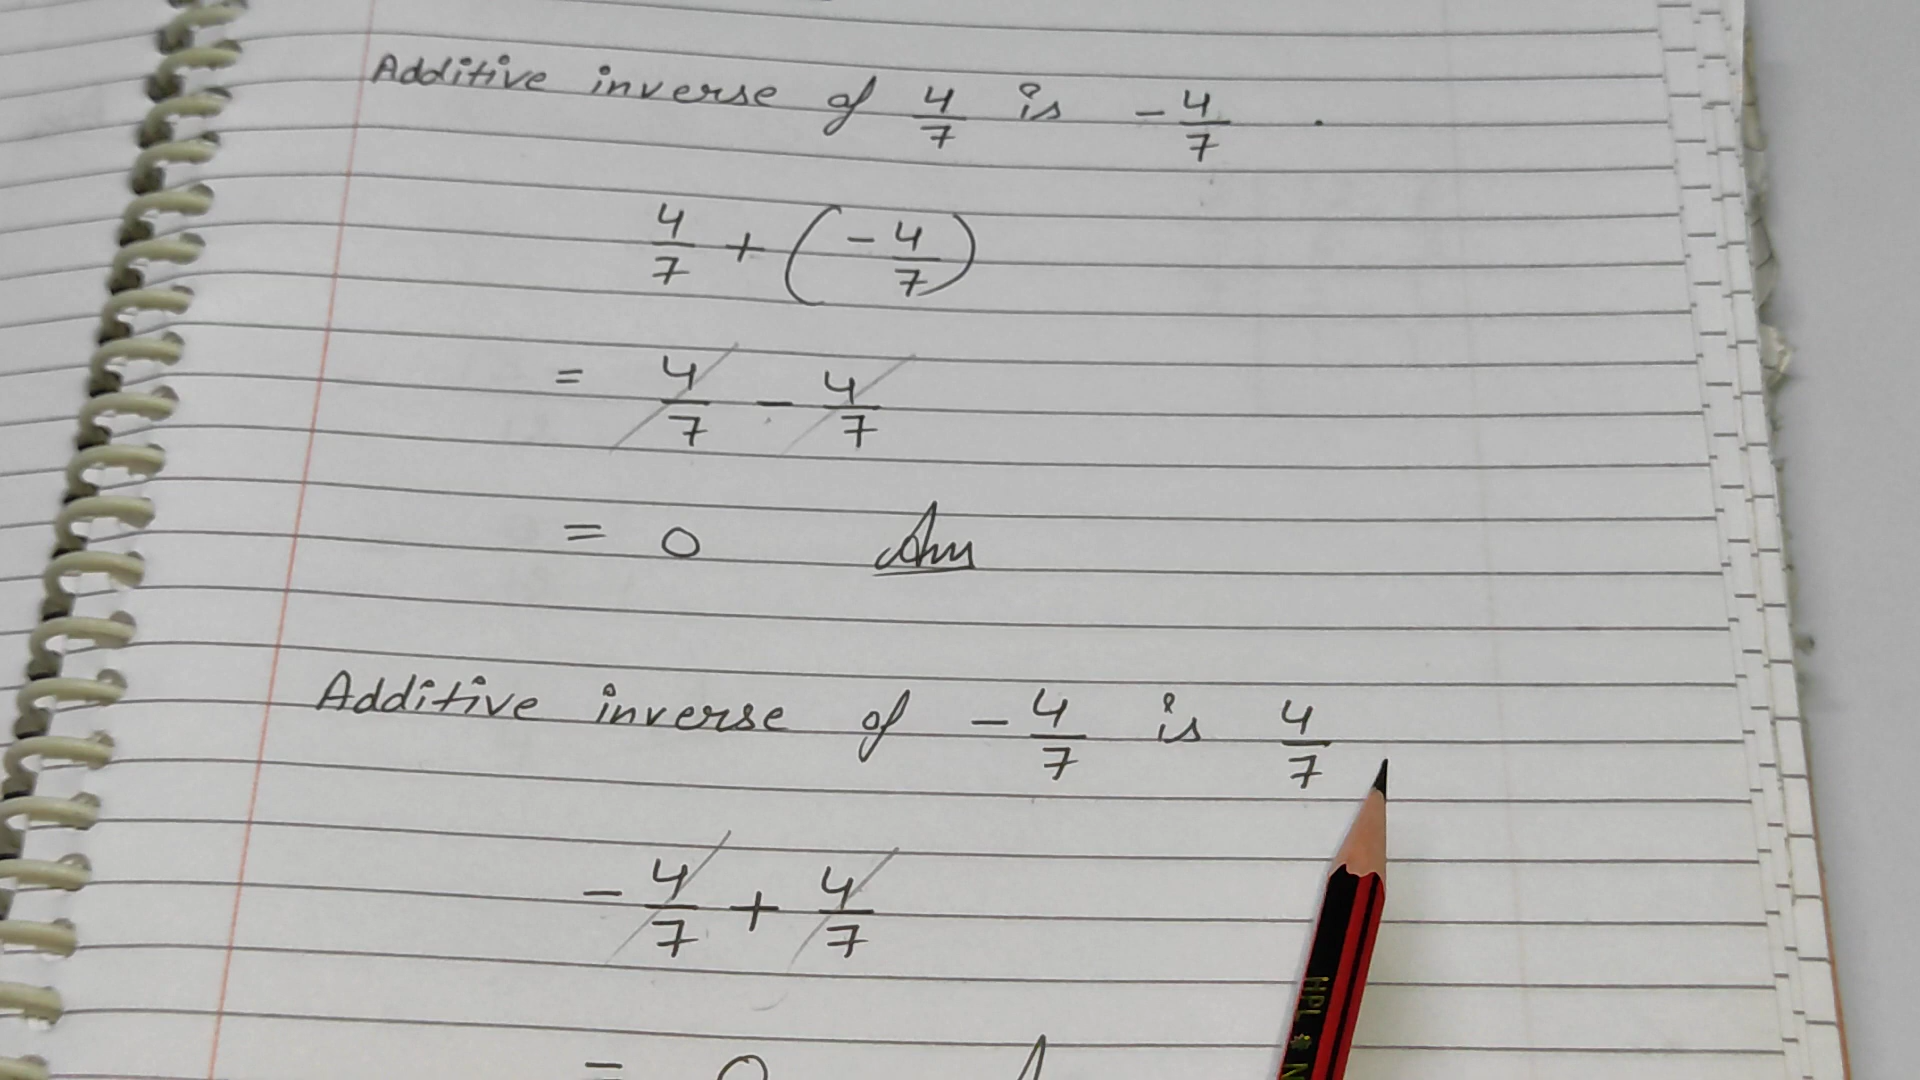 Additive inverse of 4/7 is - 4/7 .
4/7 + (- 4/7)
= 4/7 - 4/7
= 0 Ans
Additive inverse of - 4/7 is 4/7
- 4/7 + 4/7
= 0
HPL * N